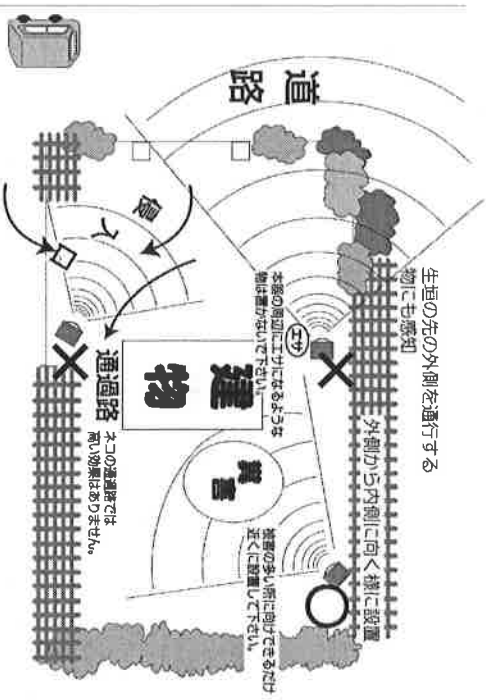 道路
生垣の先の外側を通行する
物にも感知
外側から内側に向く様に設置
侵入
エサ
本器の周辺にエサになるような
物は置かないで下さい。
建物
通過路
ネコの通過路では
高い効果はありません。
糞害
被害の多い所に向けできるだけ
近くに設置して下さい。